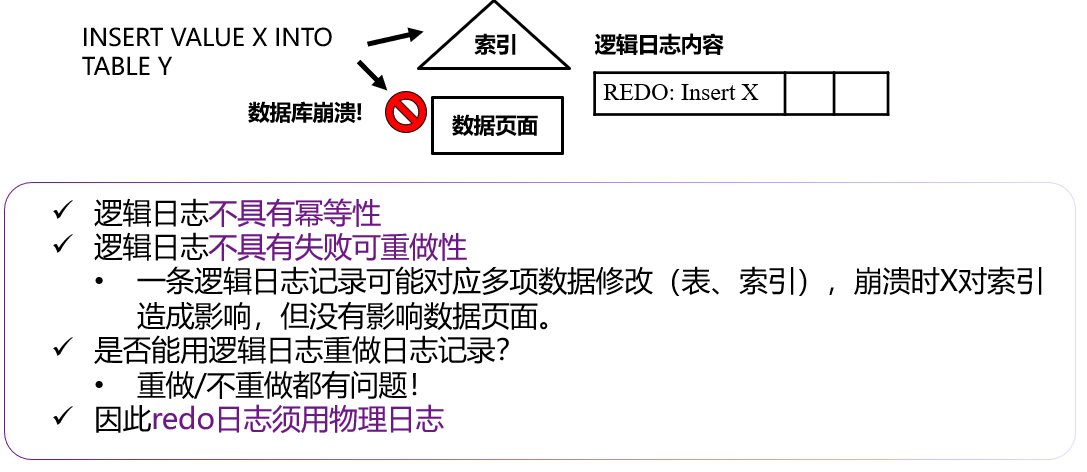 INSERT VALUE X INTO
TABLE Y
索引
逻辑日志内容
REDO: Insert X
数据库崩溃!
数据页面
✓ 逻辑日志不具有幂等性
✓ 逻辑日志不具有失败可重做性
• 一条逻辑日志记录可能对应多项数据修改（表、索引），崩溃时X对索引
造成影响，但没有影响数据页面。
✓ 是否能用逻辑日志重做日志记录？
• 重做/不重做都有问题！
✓ 因此redo日志须用物理日志